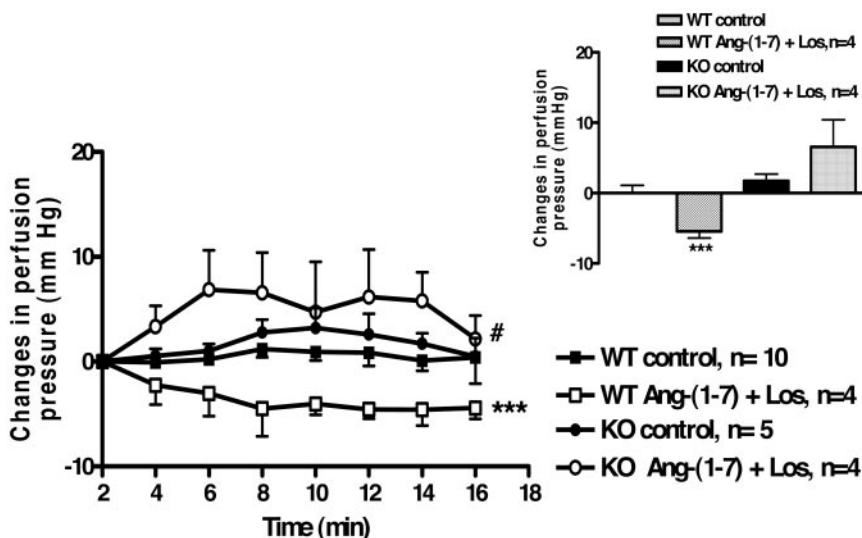 WT control
WT Ang-(1-7) + Los,n=4
KO control
KO Ang-(1-7) + Los, n=4
Changes in perfusion
pressure (mmHg)
20
10
0
-10
***
Changes in perfusion
pressure (mm Hg)
20
10
0
-10
#
***
2 4 6 8 10 12 14 16 18
Time (min)
WT control, n= 10
WT Ang-(1-7) + Los, n=4
KO control, n= 5
KO Ang-(1-7) + Los, n=4